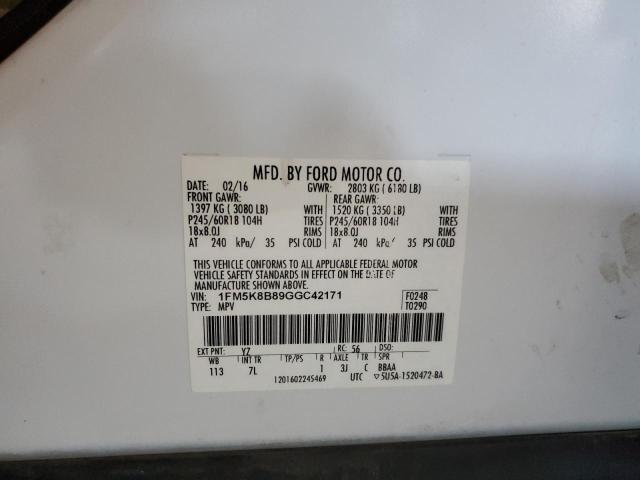 MFD. BY FORD MOTOR CO.
DATE: 02/16 GVWR: 2803 KG ( 6180 LB)
FRONT GAWR: REAR GAWR:
1397 KG ( 3080 LB) WITH 1520 KG ( 3350 LB) WITH
P245/60R18 104H TIRES P245/60R18 104H TIRES
18x8.0J RIMS 18x8.0J RIMS
AT 240 kPa/ 35 PSI COLD AT 240 kPa/ 35 PSI COLD
THIS VEHICLE CONFORMS TO ALL APPLICABLE FEDERAL MOTOR
VEHICLE SAFETY STANDARDS IN EFFECT ON THE DATE OF
MANUFACTURE SHOWN ABOVE.
VIN: 1FM5K8B89GGC42171 F0248
TYPE: MPV T0290
EXT PNT: YZ RC: 56 DSO:
WB INT TR TP/PS R AXLE TR SPR
113 7L 1 3J C BBAA
1201602245469 UTC ▽5U5A-1520472-BA